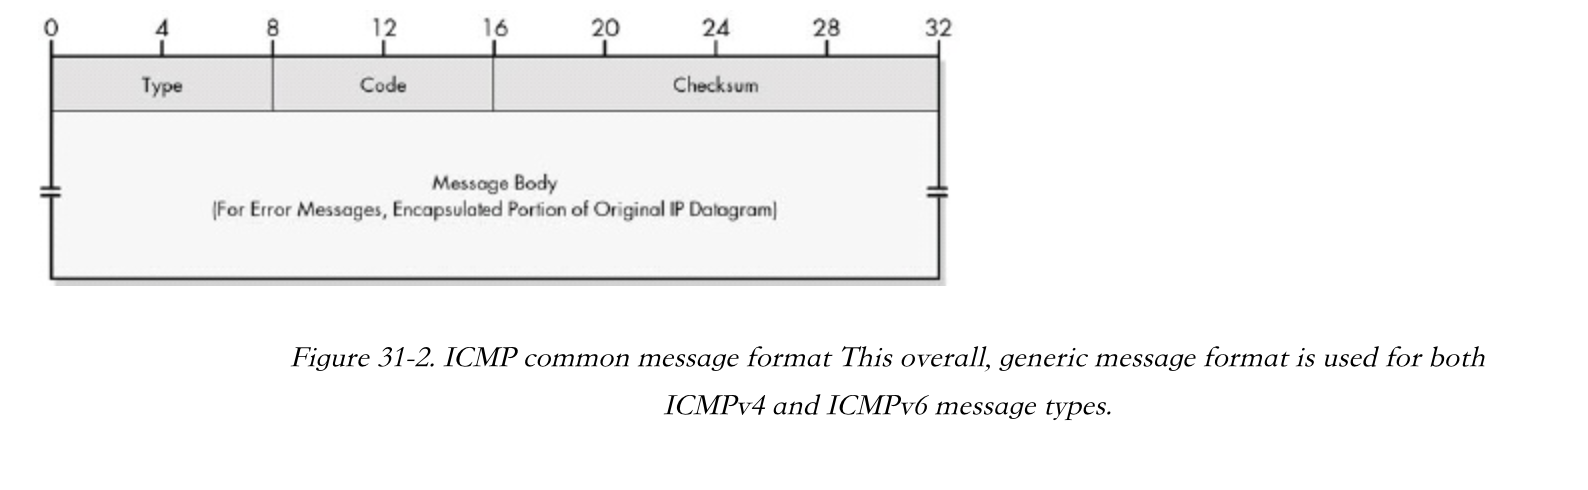 0 4 8 12 16 20 24 28 32
Type Code Checksum
Message Body
(For Error Messages, Encapsulated Portion of Original IP Datagram)
Figure 31-2. ICMP common message format This overall, generic message format is used for both
ICMPv4 and ICMPv6 message types.